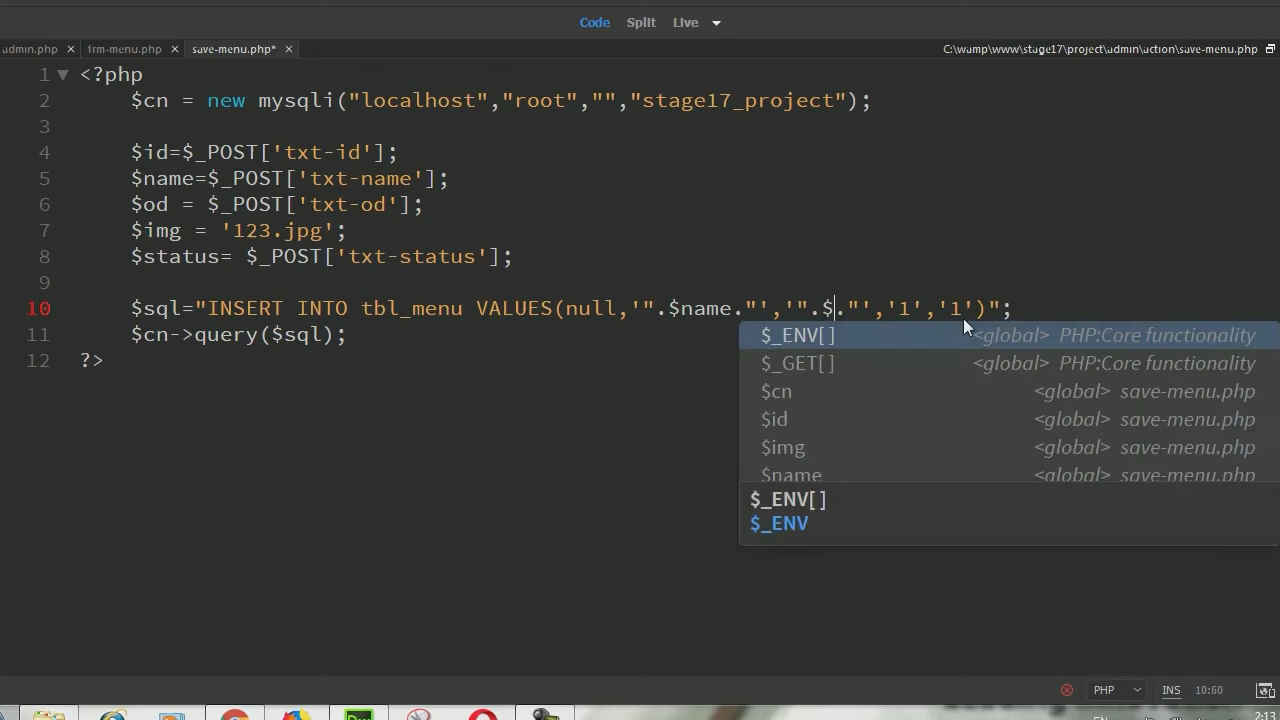 Code Split Live
admin.php frm-menu.php save-menu.php* C:\wamp\www\stage17\project\admin\action\save-menu.php
1 <?php
2 $cn = new mysqli("localhost","root","","stage17_project");
3
4 $id=$_POST['txt-id'];
5 $name=$_POST['txt-name'];
6 $od = $_POST['txt-od'];
7 $img = '123.jpg';
8 $status= $_POST['txt-status'];
9
10 $sql="INSERT INTO tbl_menu VALUES(null,'".$name."','".$."','1','1')";
11 $cn->query($sql);
12 ?>
$_ENV[] <global> PHP:Core functionality
$_GET[] <global> PHP:Core functionality
$cn <global> save-menu.php
$id <global> save-menu.php
$img <global> save-menu.php
$name <global> save-menu.php
$_ENV[]
$_ENV
PHP INS 10:60
2:13